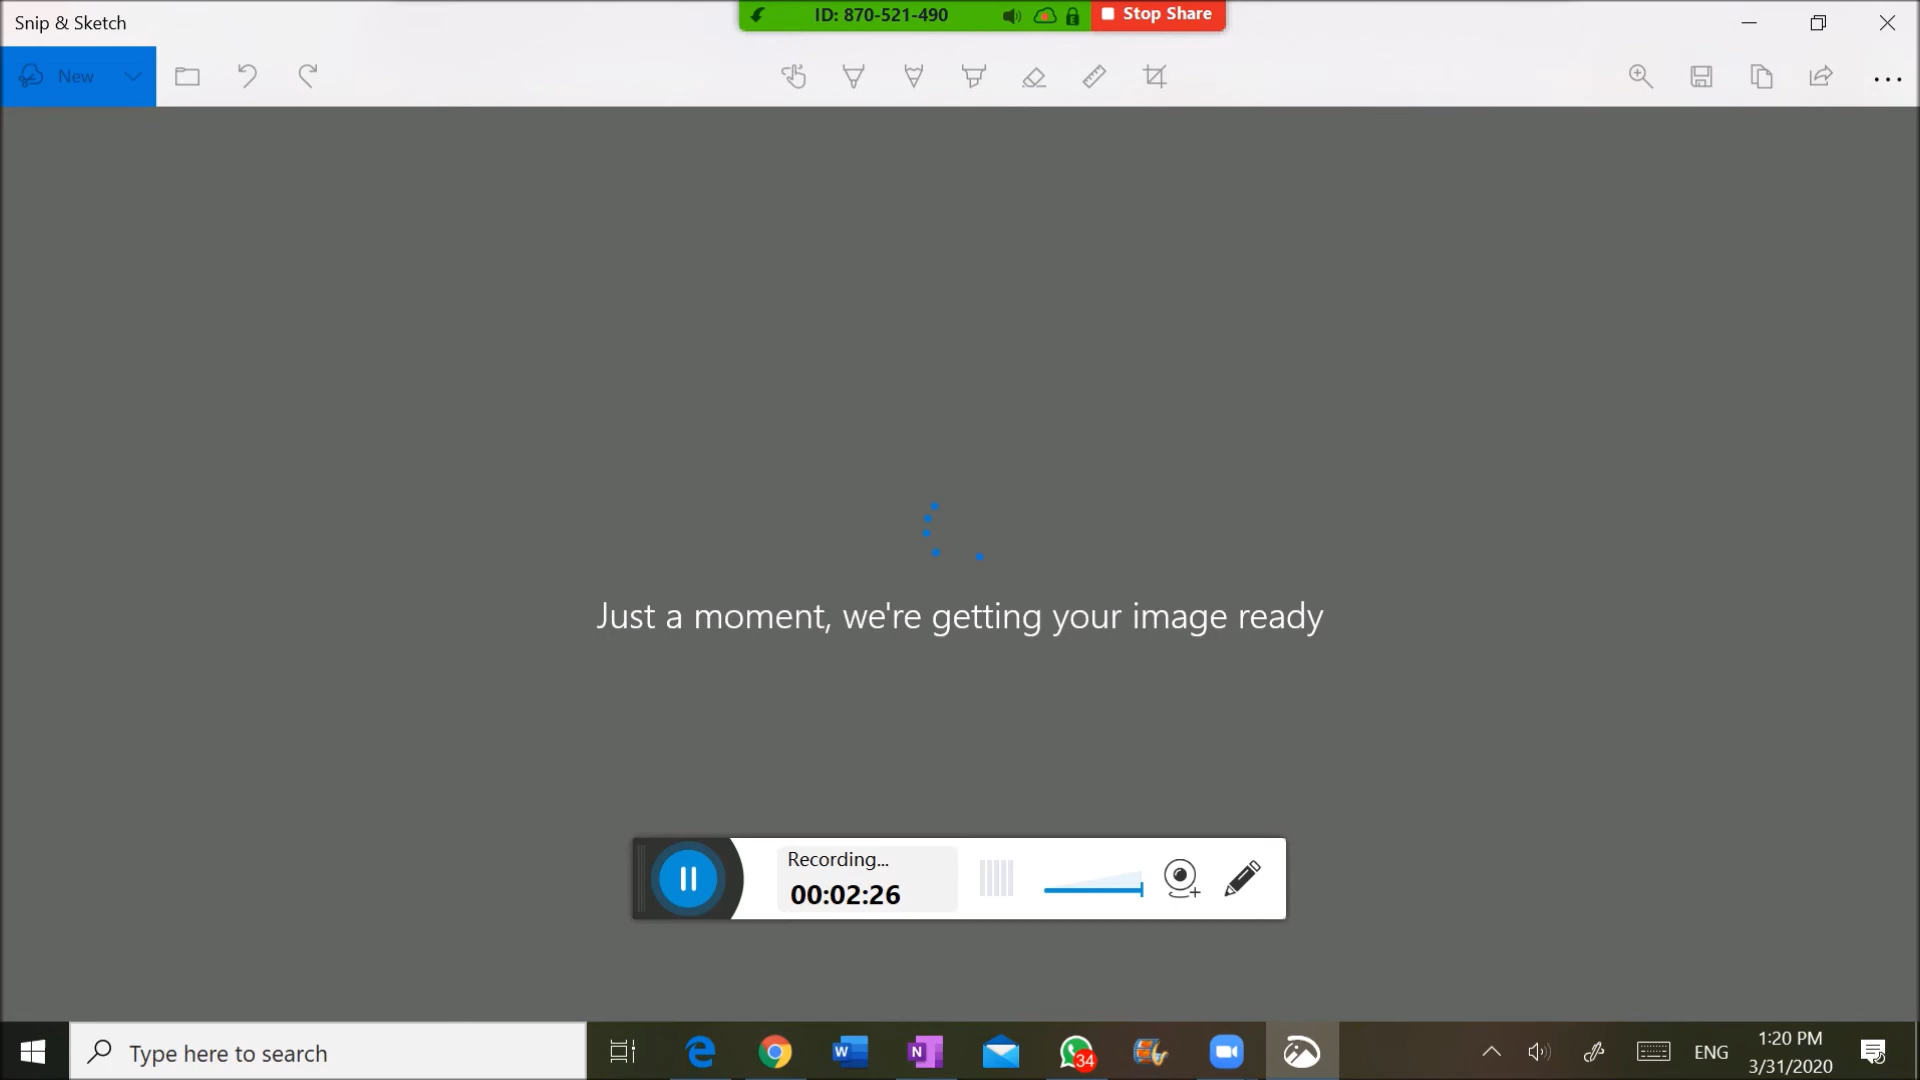 Snip & Sketch
ID: 870-521-490
Stop Share
New
Just a moment, we're getting your image ready
Recording...
00:02:26
Type here to search
34
ENG
1:20 PM
3/31/2020